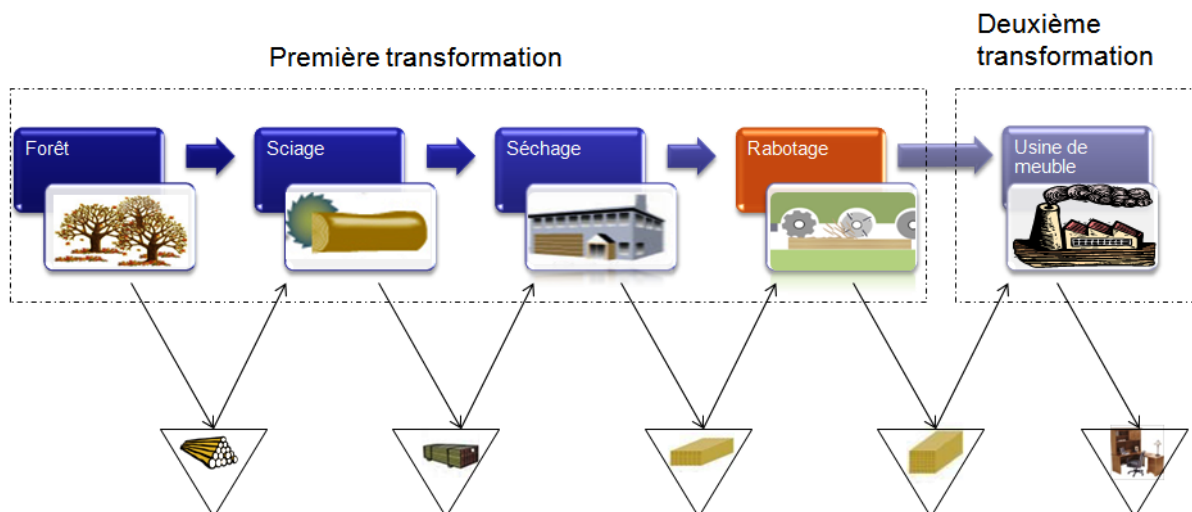 Première transformation
Deuxième
transformation
Forêt
Sciage
Séchage
Rabotage
Usine de
meuble